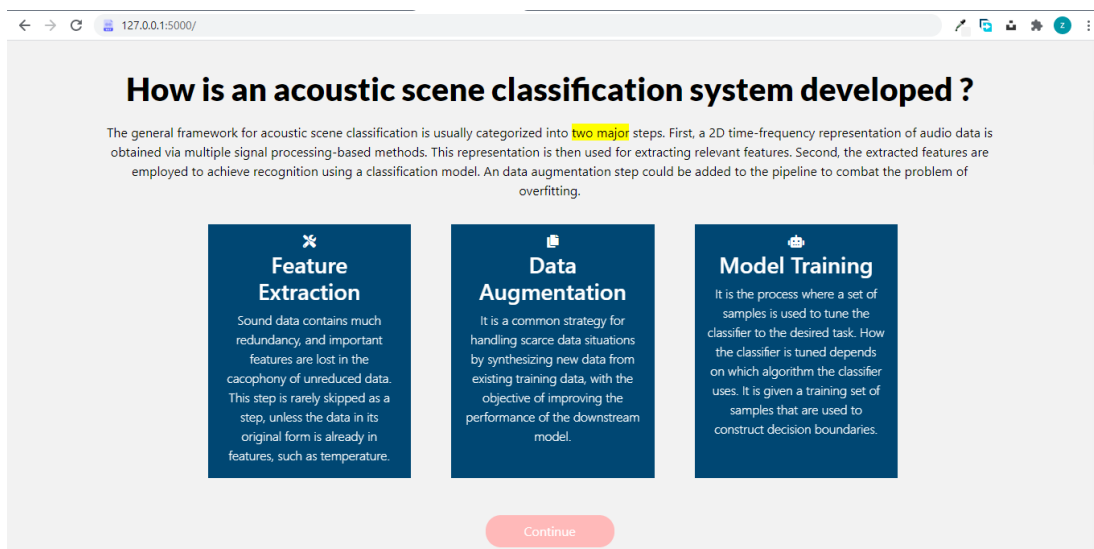 127.0.0.1:5000/
z
How is an acoustic scene classification system developed ?
The general framework for acoustic scene classification is usually categorized into two major steps. First, a 2D time-frequency representation of audio data is
obtained via multiple signal processing-based methods. This representation is then used for extracting relevant features. Second, the extracted features are
employed to achieve recognition using a classification model. An data augmentation step could be added to the pipeline to combat the problem of
overfitting.
Feature
Extraction
Sound data contains much
redundancy, and important
features are lost in the
cacophony of unreduced data.
This step is rarely skipped as a
step, unless the data in its
original form is already in
features, such as temperature.
Data
Augmentation
It is a common strategy for
handling scarce data situations
by synthesizing new data from
existing training data, with the
objective of improving the
performance of the downstream
model.
Model Training
It is the process where a set of
samples is used to tune the
classifier to the desired task. How
the classifier is tuned depends
on which algorithm the classifier
uses. It is given a training set of
samples that are used to
construct decision boundaries.
Continue